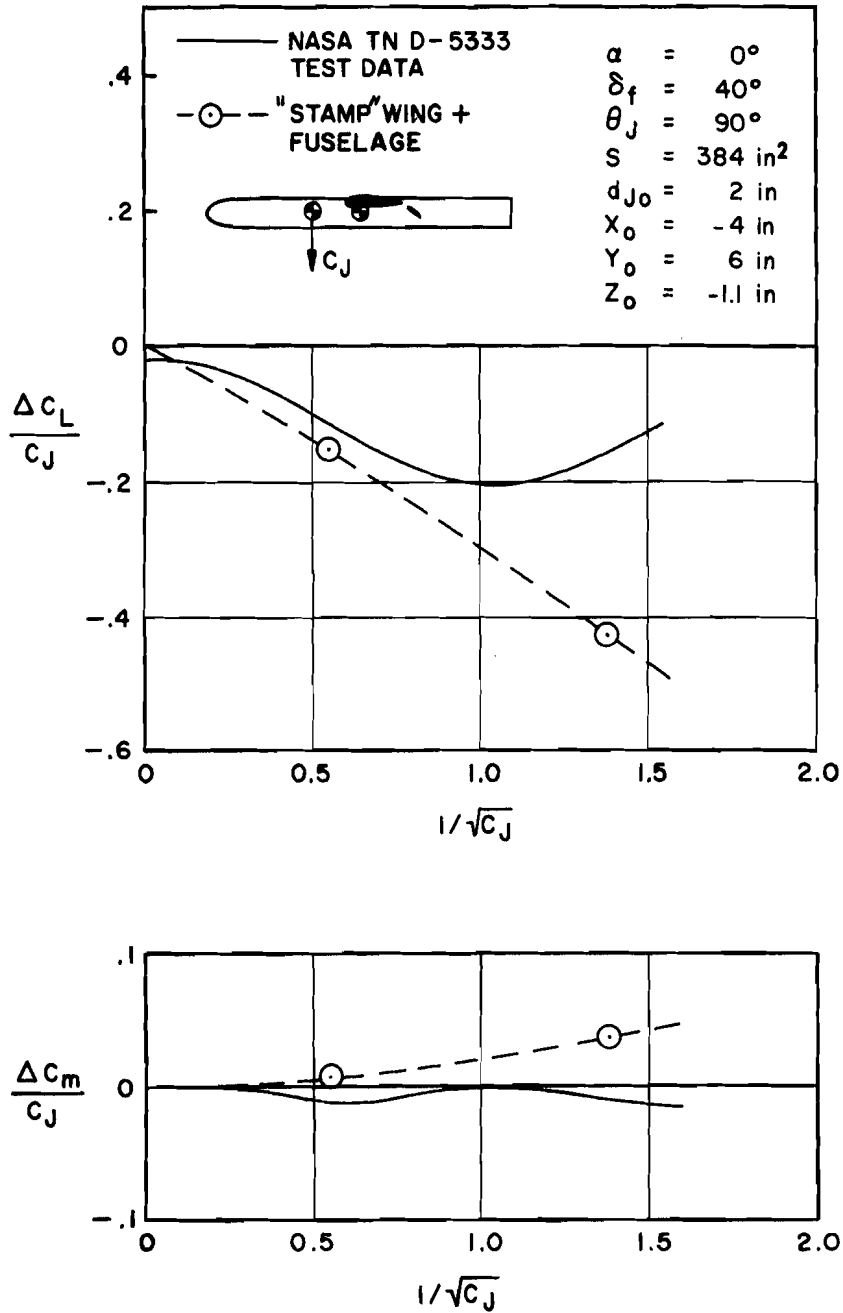 NASA TN D-5333
TEST DATA
"STAMP" WING +
FUSELAGE
α = 0°
δf = 40°
θJ = 90°
S = 384 in²
dJo = 2 in
Xo = -4 in
Yo = 6 in
Zo = -1.1 in
CJ
.4
.2
0
-.2
-.4
-.6
ΔCL
CJ
0 0.5 1.0 1.5 2.0
1/√CJ
.1
0
-.1
ΔCm
CJ
0 0.5 1.0 1.5 2.0
1/√CJ